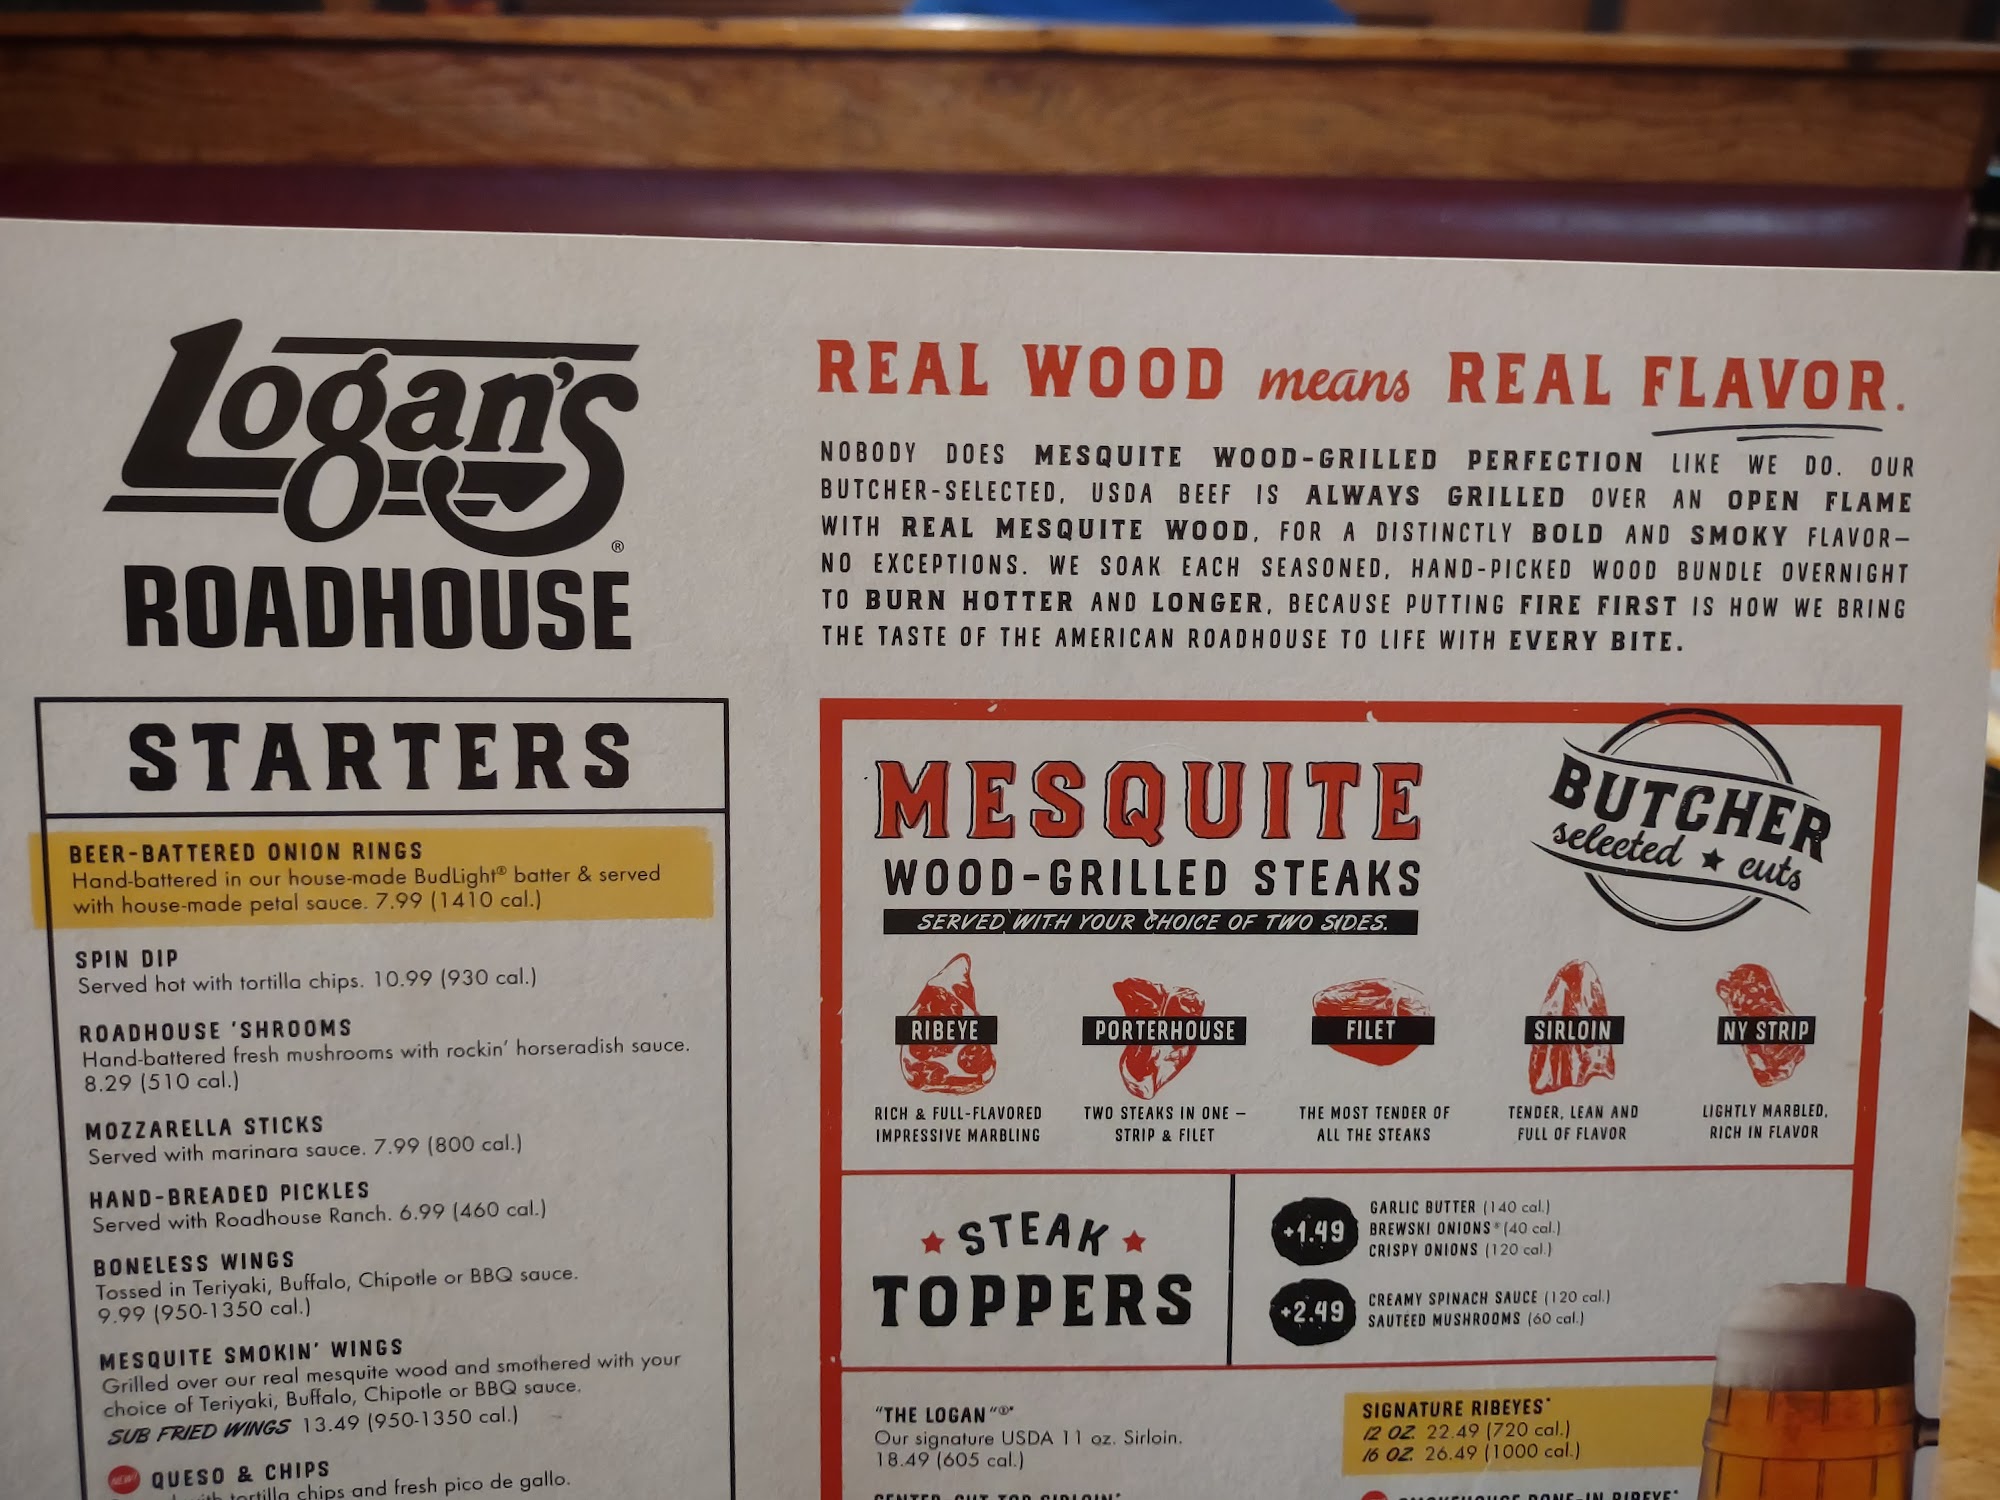 Logan's®
ROADHOUSE
REAL WOOD means REAL FLAVOR.
NOBODY DOES MESQUITE WOOD-GRILLED PERFECTION LIKE WE DO. OUR
BUTCHER-SELECTED, USDA BEEF IS ALWAYS GRILLED OVER AN OPEN FLAME
WITH REAL MESQUITE WOOD, FOR A DISTINCTLY BOLD AND SMOKY FLAVOR—
NO EXCEPTIONS. WE SOAK EACH SEASONED, HAND-PICKED WOOD BUNDLE OVERNIGHT
TO BURN HOTTER AND LONGER, BECAUSE PUTTING FIRE FIRST IS HOW WE BRING
THE TASTE OF THE AMERICAN ROADHOUSE TO LIFE WITH EVERY BITE.
STARTERS
BEER-BATTERED ONION RINGS
Hand-battered in our house-made BudLight® batter & served
with house-made petal sauce. 7.99 (1410 cal.)
SPIN DIP
Served hot with tortilla chips. 10.99 (930 cal.)
ROADHOUSE 'SHROOMS
Hand-battered fresh mushrooms with rockin' horseradish sauce.
8.29 (510 cal.)
MOZZARELLA STICKS
Served with marinara sauce. 7.99 (800 cal.)
HAND-BREADED PICKLES
Served with Roadhouse Ranch. 6.99 (460 cal.)
BONELESS WINGS
Tossed in Teriyaki, Buffalo, Chipotle or BBQ sauce.
9.99 (950-1350 cal.)
MESQUITE SMOKIN' WINGS
Grilled over our real mesquite wood and smothered with your
choice of Teriyaki, Buffalo, Chipotle or BBQ sauce.
SUB FRIED WINGS 13.49 (950-1350 cal.)
NEW! QUESO & CHIPS
with tortilla chips and fresh pico de gallo.
MESQUITE
WOOD-GRILLED STEAKS
SERVED WITH YOUR CHOICE OF TWO SIDES.
BUTCHER
selected ★ cuts
RIBEYE
RICH & FULL-FLAVORED
IMPRESSIVE MARBLING
PORTERHOUSE
TWO STEAKS IN ONE —
STRIP & FILET
FILET
THE MOST TENDER OF
ALL THE STEAKS
SIRLOIN
TENDER, LEAN AND
FULL OF FLAVOR
NY STRIP
LIGHTLY MARBLED,
RICH IN FLAVOR
★ STEAK ★
TOPPERS
+1.49
GARLIC BUTTER (140 cal.)
BREWSKI ONIONS* (40 cal.)
CRISPY ONIONS (120 cal.)
+2.49
CREAMY SPINACH SAUCE (120 cal.)
SAUTÉED MUSHROOMS (60 cal.)
"THE LOGAN"®*
Our signature USDA 11 oz. Sirloin.
18.49 (605 cal.)
SIGNATURE RIBEYES*
12 OZ. 22.49 (720 cal.)
16 OZ. 26.49 (1000 cal.)
CENTER-CUT TOP SIRLOIN*
SMOKEHOUSE BONE-IN RIBEYE*